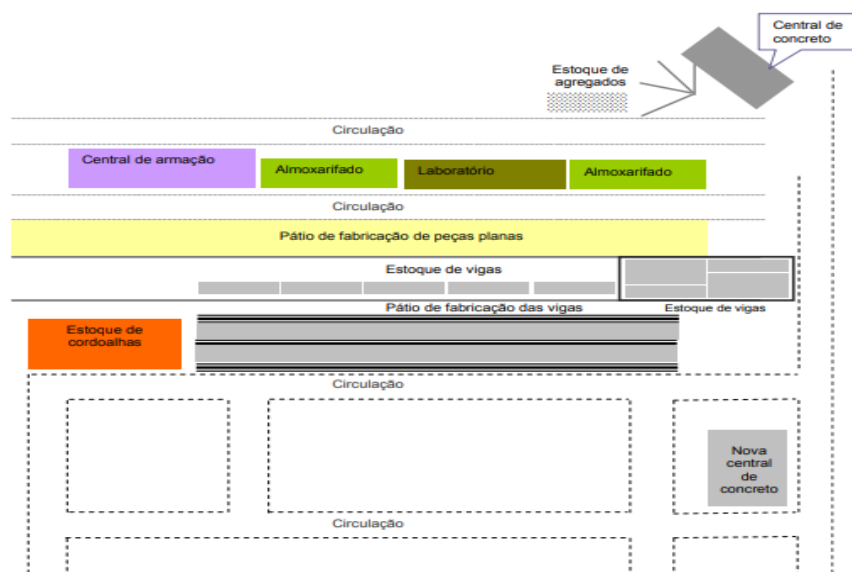 Central de
concreto
Estoque de
agregados
Circulação
Central de armação
Almoxarifado
Laboratório
Almoxarifado
Circulação
Pátio de fabricação de peças planas
Estoque de vigas
Pátio de fabricação das vigas
Estoque de vigas
Estoque de
cordoalhas
Circulação
Nova
central
de
concreto
Circulação